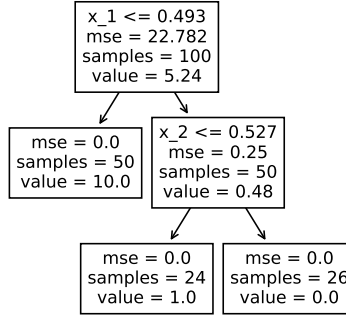 x_1 <= 0.493
mse = 22.782
samples = 100
value = 5.24
mse = 0.0
samples = 50
value = 10.0
x_2 <= 0.527
mse = 0.25
samples = 50
value = 0.48
mse = 0.0
samples = 24
value = 1.0
mse = 0.0
samples = 26
value = 0.0